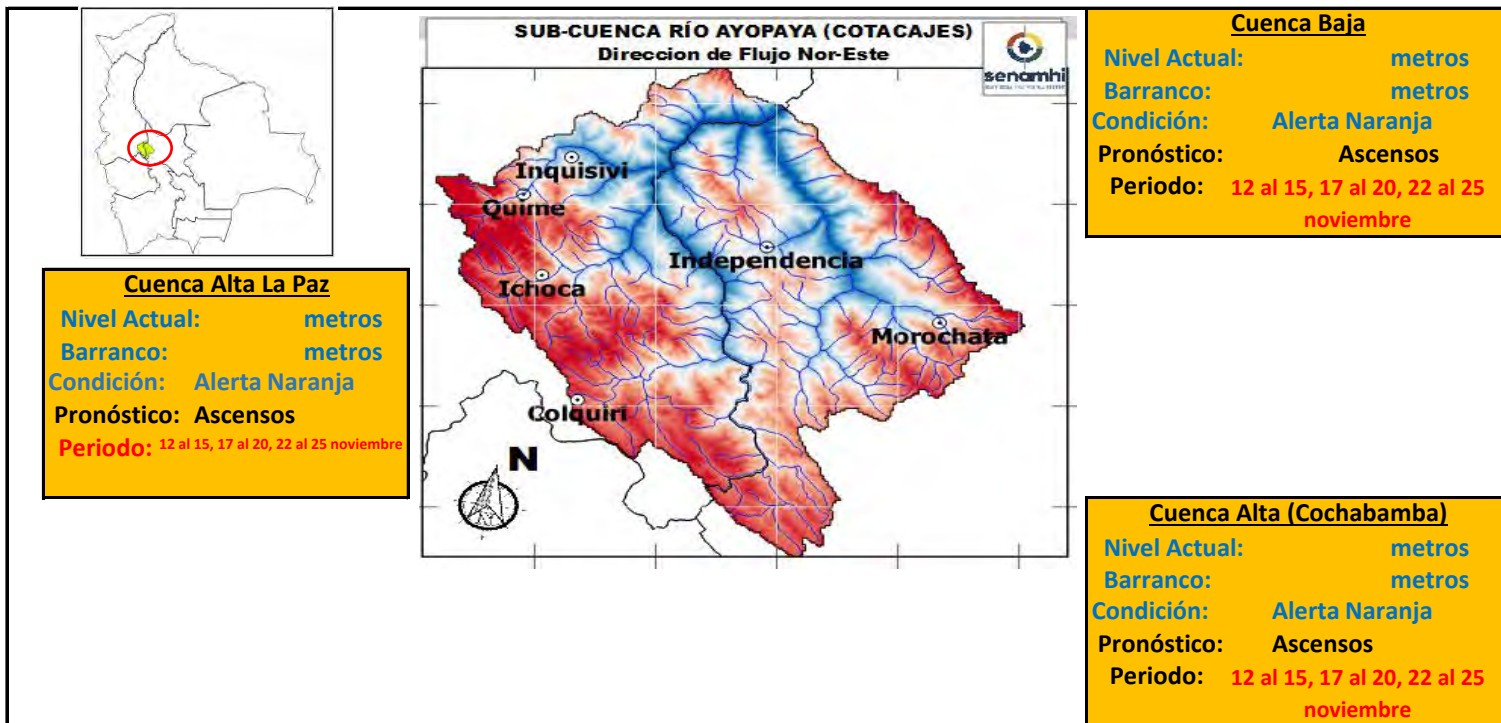 SUB-CUENCA RÍO AYOPAYA (COTACAJES)
Direccion de Flujo Nor-Este
senamhi
Inquisivi
Quime
Independencia
Ichoca
Morochata
Colquiri
N
Cuenca Alta La Paz
Nivel Actual: metros
Barranco: metros
Condición: Alerta Naranja
Pronóstico: Ascensos
Periodo: 12 al 15, 17 al 20, 22 al 25 noviembre
Cuenca Baja
Nivel Actual: metros
Barranco: metros
Condición: Alerta Naranja
Pronóstico: Ascensos
Periodo: 12 al 15, 17 al 20, 22 al 25
noviembre
Cuenca Alta (Cochabamba)
Nivel Actual: metros
Barranco: metros
Condición: Alerta Naranja
Pronóstico: Ascensos
Periodo: 12 al 15, 17 al 20, 22 al 25
noviembre